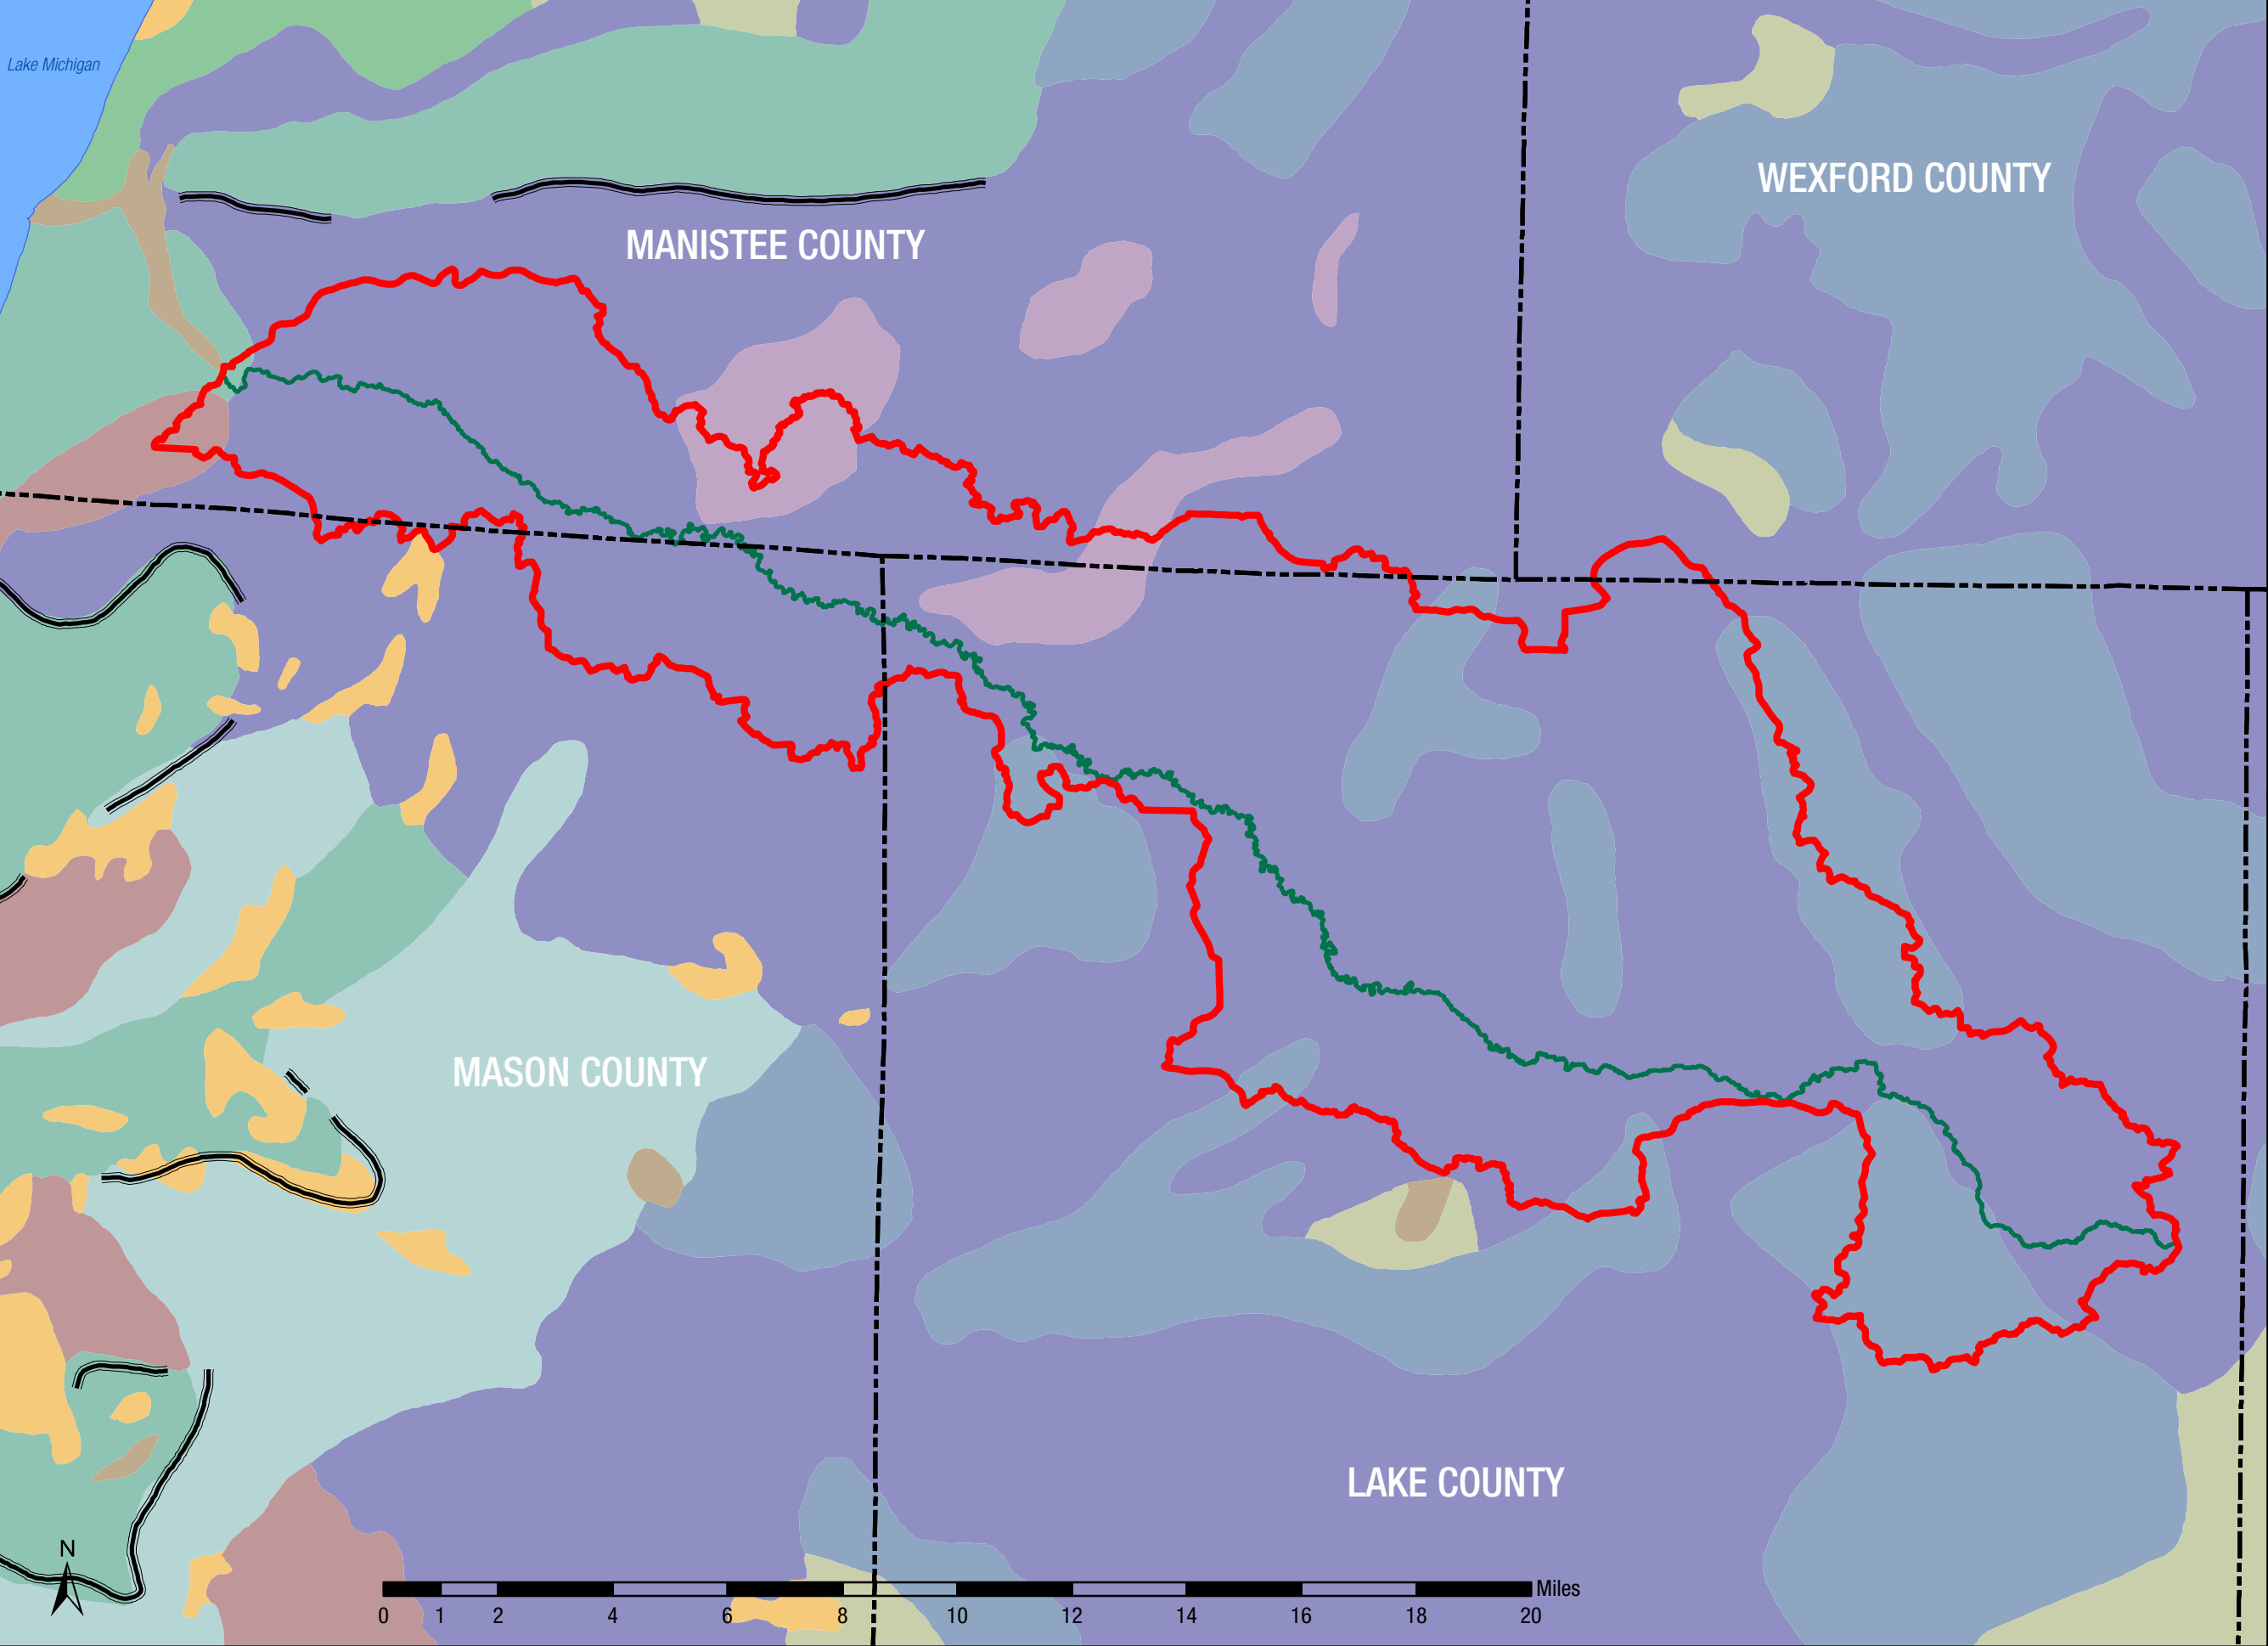 Lake Michigan
WEXFORD COUNTY
MANISTEE COUNTY
MASON COUNTY
LAKE COUNTY
N
Miles
0 1 2 4 6 8 10 12 14 16 18 20